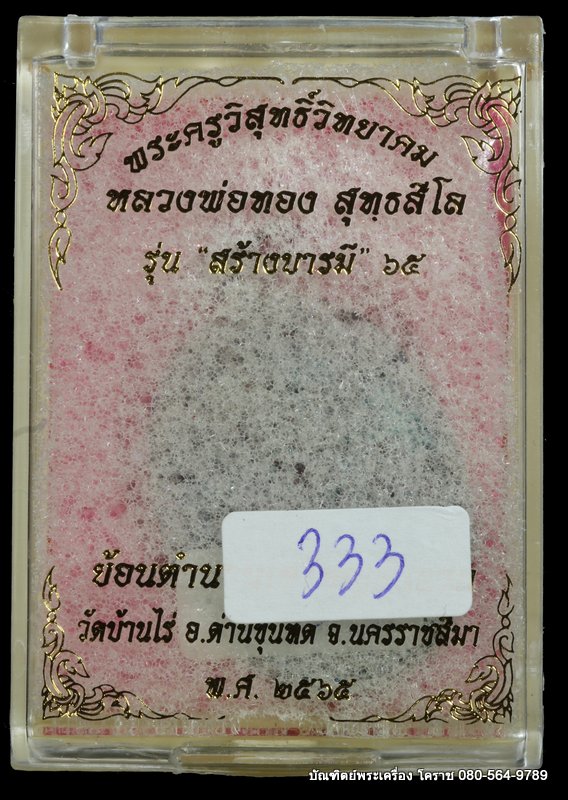 พระครูวิสุทธิ์วิทยาคม
หลวงพ่อทอง สุทฺธสีโล
รุ่น "สร้างบารมี" ๖๕
333
ย้อนตำนาน
วัดบ้านไร่ อ.ด่านขุนทด จ.นครราชสีมา
พ.ศ. ๒๕๖๕
บัณฑิตย์พระเครื่อง โคราช 080-564-9789